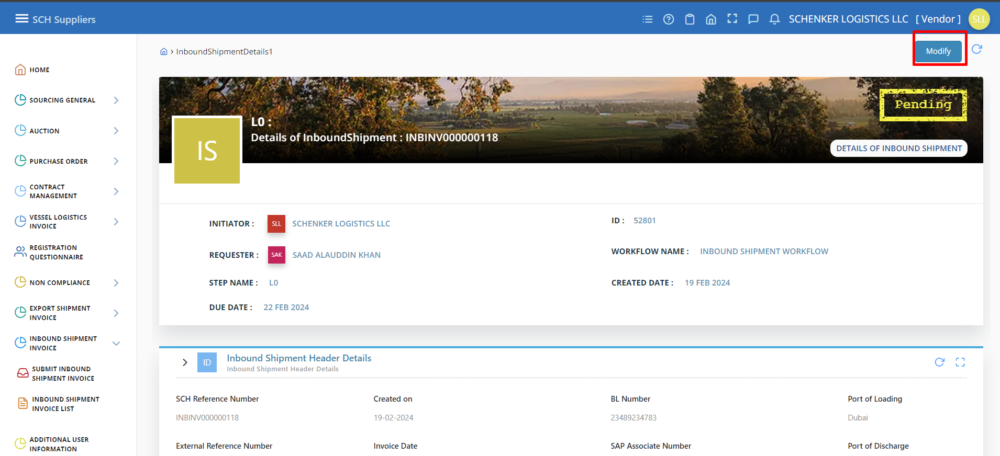 SCH Suppliers
SCHENKER LOGISTICS LLC [ Vendor ] SLL
InboundShipmentDetails1
Modify
HOME
SOURCING GENERAL
AUCTION
PURCHASE ORDER
CONTRACT
MANAGEMENT
VESSEL LOGISTICS
INVOICE
REGISTRATION
QUESTIONNAIRE
NON COMPLIANCE
EXPORT SHIPMENT
INVOICE
INBOUND SHIPMENT
INVOICE
SUBMIT INBOUND
SHIPMENT INVOICE
INBOUND SHIPMENT
INVOICE LIST
ADDITIONAL USER
INFORMATION
Pending
IS
L0 :
Details of InboundShipment : INBINV000000118
DETAILS OF INBOUND SHIPMENT
INITIATOR : SLL SCHENKER LOGISTICS LLC
ID : 52801
REQUESTER : SAK SAAD ALAUDDIN KHAN
WORKFLOW NAME : INBOUND SHIPMENT WORKFLOW
STEP NAME : L0
CREATED DATE : 19 FEB 2024
DUE DATE : 22 FEB 2024
ID
Inbound Shipment Header Details
Inbound Shipment Header Details
SCH Reference Number Created on BL Number Port of Loading
INBINV000000118 19-02-2024 23489234783 Dubai
External Reference Number Invoice Date SAP Associate Number Port of Discharge